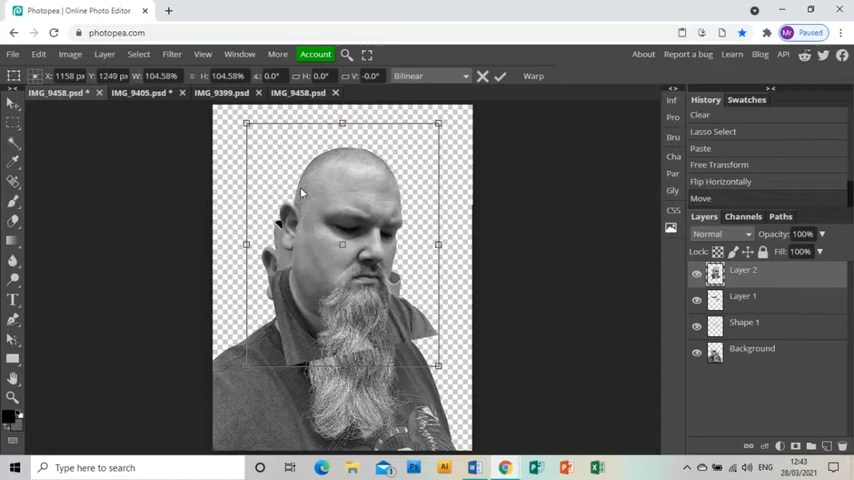 Photopea | Online Photo Editor
photopea.com
Paused
File Edit Image Layer Select Filter View Window More Account
About Report a bug Learn Blog API
X: 1158 px Y: 1249 px W: 104.58% H: 104.58% 0.0° H: 0.0° V: -0.0° Bilinear Warp
IMG_9458.psd * IMG_9405.psd * IMG_9399.psd IMG_9458.psd
Inf
Pro
Cha
Par
Gly
CSS
History Swatches
Clear
Lasso Select
Paste
Free Transform
Flip Horizontally
Move
Layers Channels Paths
Normal Opacity: 100%
Lock: Fill: 100%
Layer 2
Layer 1
Shape 1
Background
eff
Type here to search
ENG
12:43
28/03/2021